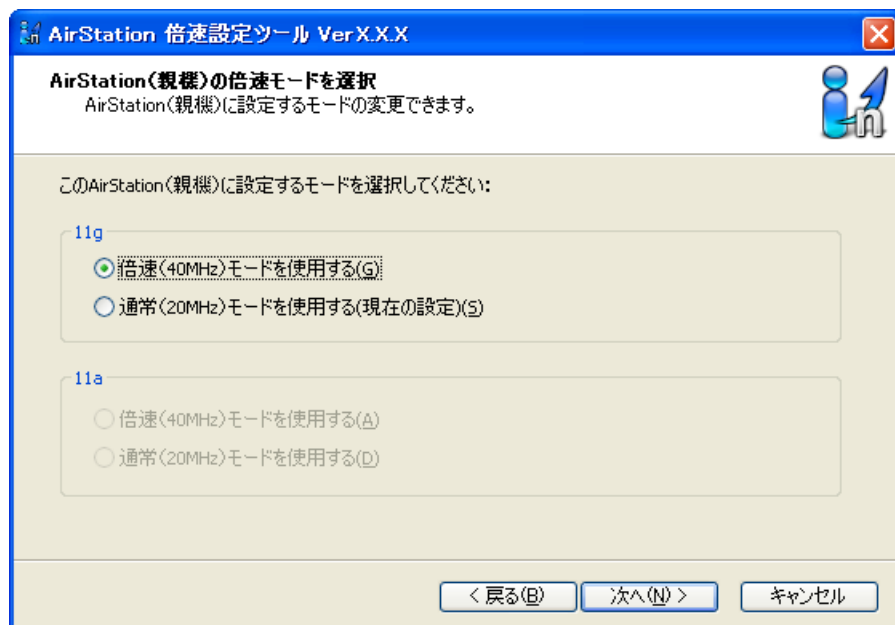 AirStation 倍速設定ツール VerX.X.X
AirStation(親機)の倍速モードを選択
AirStation(親機)に設定するモードの変更できます。
n
このAirStation(親機)に設定するモードを選択してください:
11g
倍速(40MHz)モードを使用する(G)
通常(20MHz)モードを使用する(現在の設定)(S)
11a
倍速(40MHz)モードを使用する(A)
通常(20MHz)モードを使用する(D)
< 戻る(B)
次へ(N) >
キャンセル